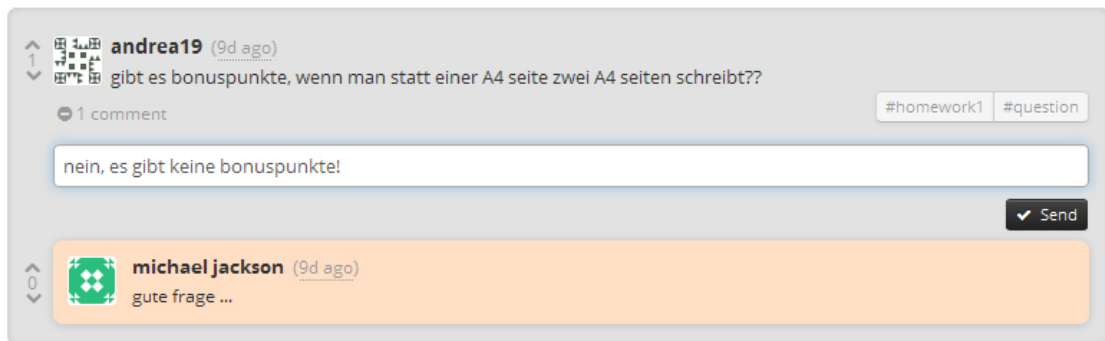 andrea19 (9d ago)
1
gibt es bonuspunkte, wenn man statt einer A4 seite zwei A4 seiten schreibt??
1 comment
#homework1 #question
nein, es gibt keine bonuspunkte!
Send
michael jackson (9d ago)
0
gute frage ...